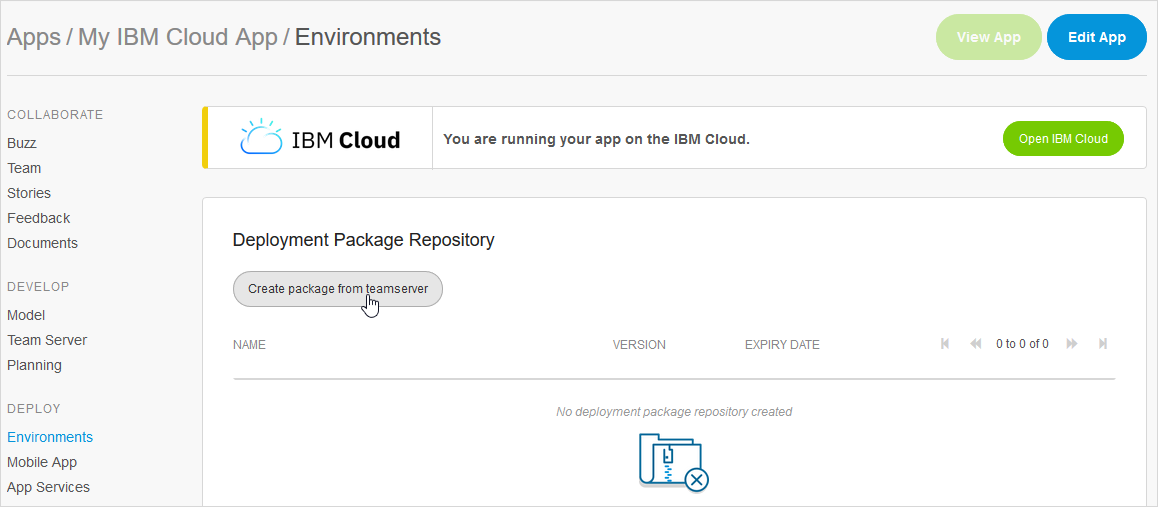 Apps / My IBM Cloud App / Environments
View App
Edit App
COLLABORATE
Buzz
Team
Stories
Feedback
Documents
DEVELOP
Model
Team Server
Planning
DEPLOY
Environments
Mobile App
App Services
IBM Cloud
You are running your app on the IBM Cloud.
Open IBM Cloud
Deployment Package Repository
Create package from teamserver
NAME VERSION EXPIRY DATE 0 to 0 of 0
No deployment package repository created